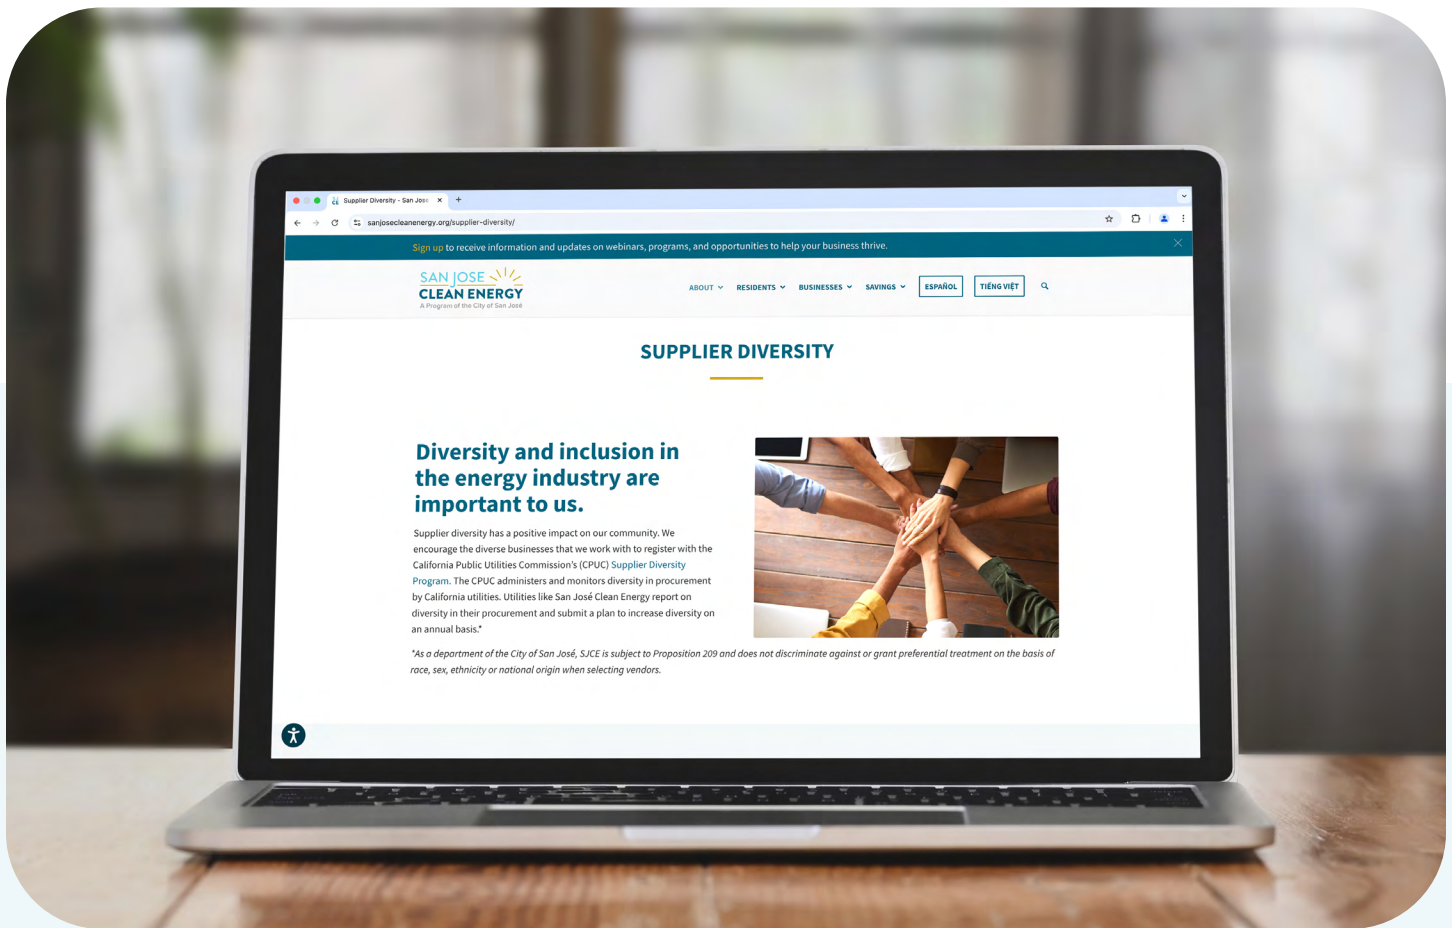 Supplier Diversity - San Jose
sanjosecleanenergy.org/supplier-diversity/
Sign up to receive information and updates on webinars, programs, and opportunities to help your business thrive.
SAN JOSE
CLEAN ENERGY
A Program of the City of San José
ABOUT RESIDENTS BUSINESSES SAVINGS ESPAÑOL TIẾNG VIỆT
SUPPLIER DIVERSITY
Diversity and inclusion in
the energy industry are
important to us.
Supplier diversity has a positive impact on our community. We
encourage the diverse businesses that we work with to register with the
California Public Utilities Commission's (CPUC) Supplier Diversity
Program. The CPUC administers and monitors diversity in procurement
by California utilities. Utilities like San José Clean Energy report on
diversity in their procurement and submit a plan to increase diversity on
an annual basis.*
*As a department of the City of San José, SJCE is subject to Proposition 209 and does not discriminate against or grant preferential treatment on the basis of
race, sex, ethnicity or national origin when selecting vendors.